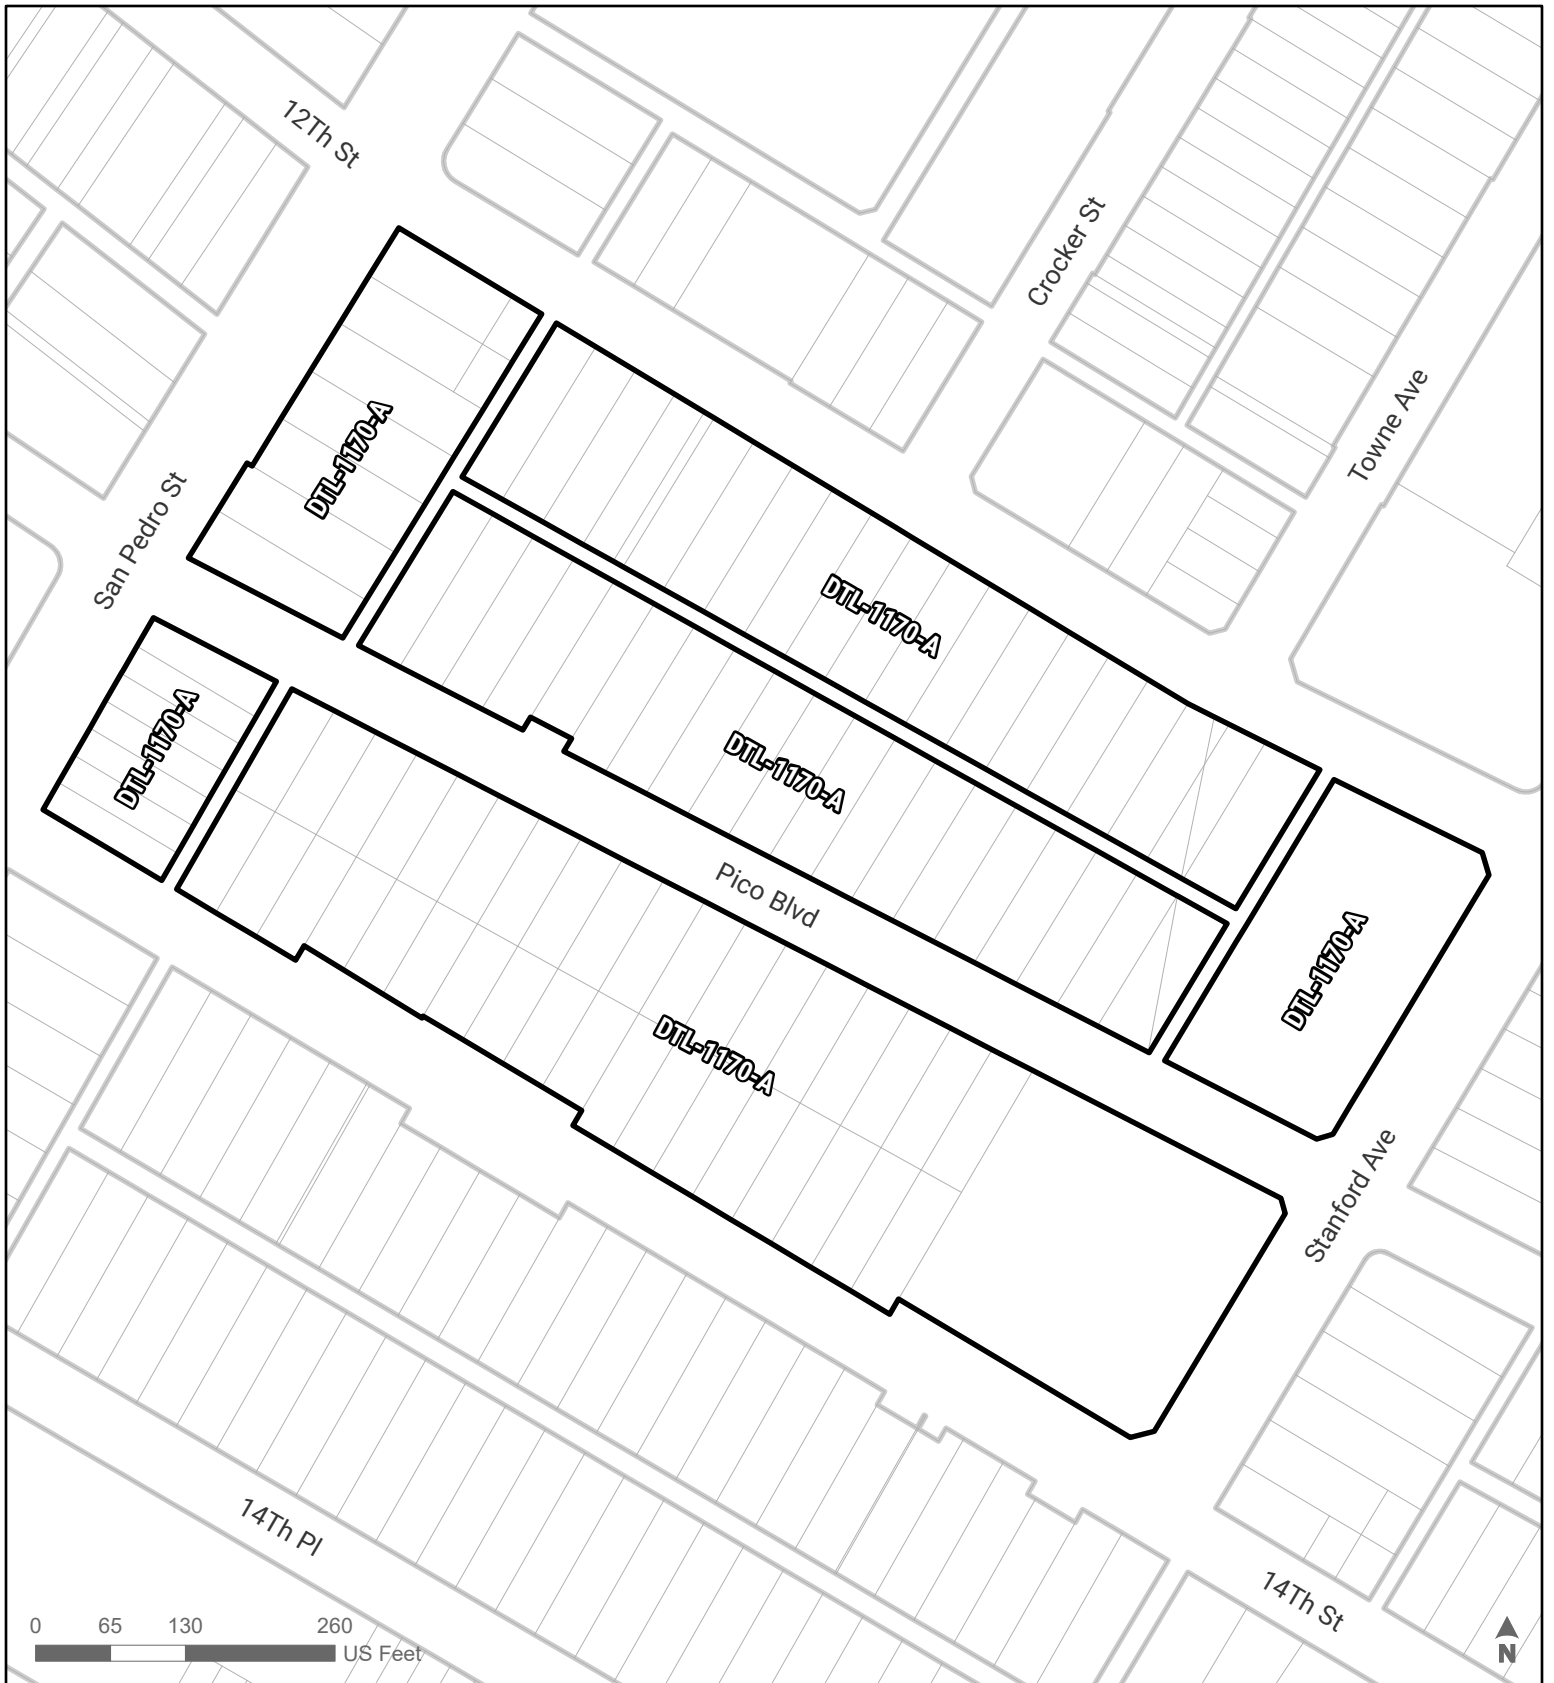 12Th St
Crocker St
Towne Ave
DTL-1170-A
San Pedro St
DTL-1170-A
DTL-1170-A
DTL-1170-A
Pico Blvd
DTL-1170-A
DTL-1170-A
Stanford Ave
14Th Pl
14Th St
0 65 130 260
US Feet
N